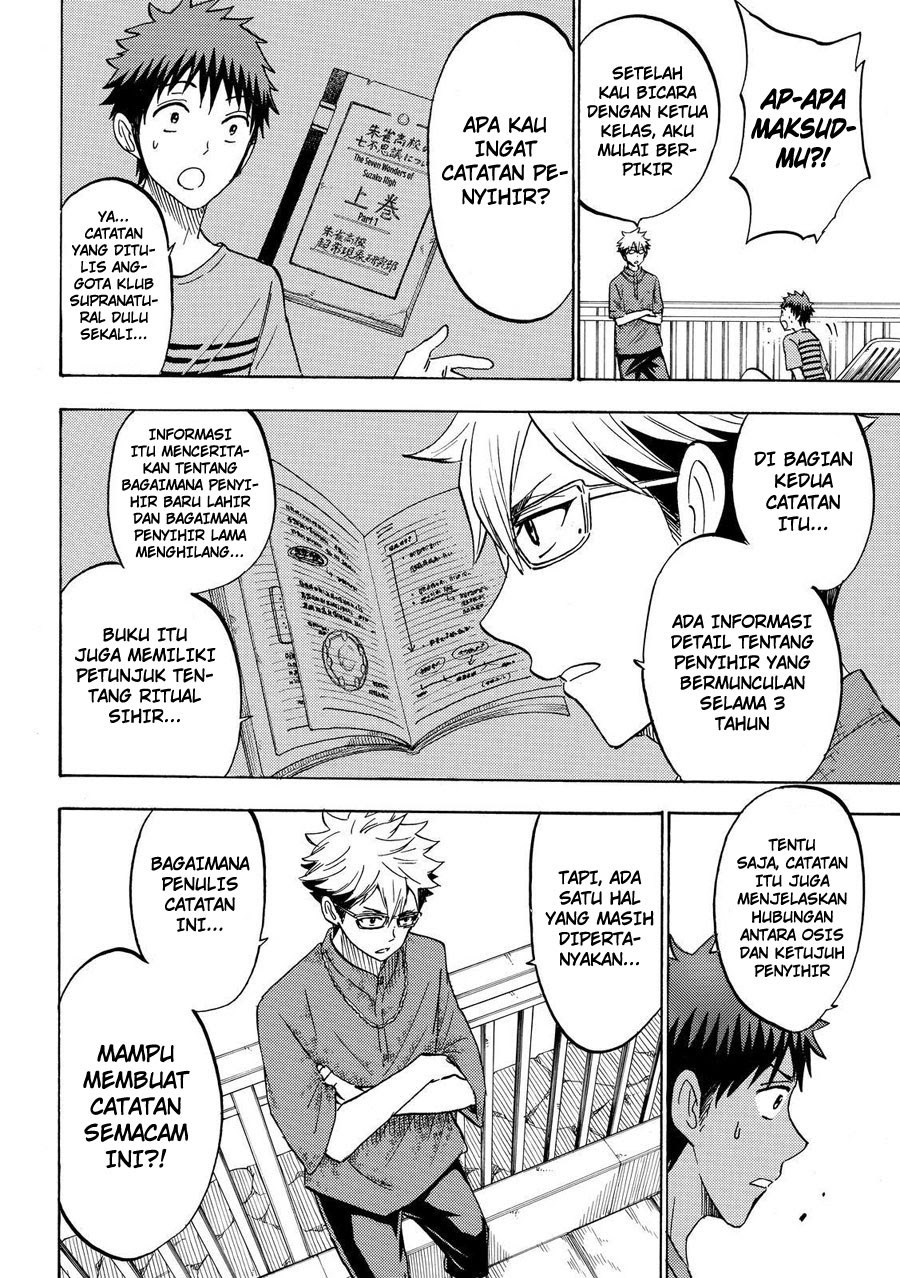 AP-APA
MAKSUD-
MU?!
SETELAH
KAU BICARA
DENGAN KETUA
KELAS, AKU
MULAI BER-
PIKIR
APA KAU
INGAT
CATATAN PE-
NYIHIR?
朱雀高校の
七不思議につい
The Seven Wonders of
Suzaku High
上巻
Part 1
朱雀高校
超常現象研究部
YA...
CATATAN
YANG DITU-
LIS ANG-
GOTA KLUB
SUPRANATU-
RAL DULU
SEKALI...
DI BAGIAN
KEDUA
CATATAN
ITU...
ADA INFORMASI
DETAIL TENTANG
PENYIHIR YANG
BERMUNCULAN
SELAMA 3
TAHUN
INFORMASI
ITU MENCERITA-
KAN TENTANG
BAGAIMANA PENYI-
HIR BARU LAHIR
DAN BAGAIMANA
PENYIHIR LAMA
MENGHILANG...
BUKU ITU
JUGA MEMILIKI
PETUNJUK TEN-
TANG RITUAL
SIHIR...
TENTU
SAJA, CATATAN
ITU JUGA
MENJELASKAN
HUBUNGAN
ANTARA OSIS
DAN KETUJUH
PENYIHIR
TAPI, ADA
SATU HAL
YANG MASIH
DIPERTA-
NYAKAN...
BAGAIMANA
PENULIS
CATATAN
INI...
MAMPU
MEMBUAT
CATATAN
SEMACAM
INI?!